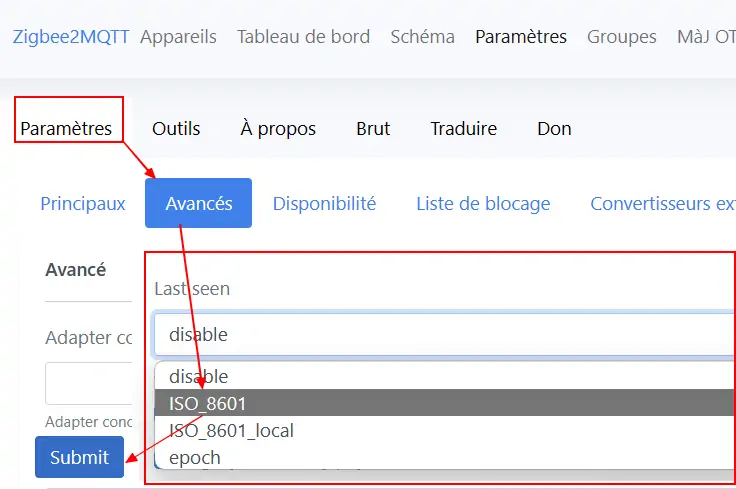 Zigbee2MQTT Appareils Tableau de bord Schéma Paramètres Groupes MàJ OT
Paramètres Outils À propos Brut Traduire Don
Principaux Avancés Disponibilité Liste de blocage Convertisseurs ex
Avancé
Last seen
Adapter co
disable
disable
ISO_8601
ISO_8601_local
epoch
Adapter conc
Submit